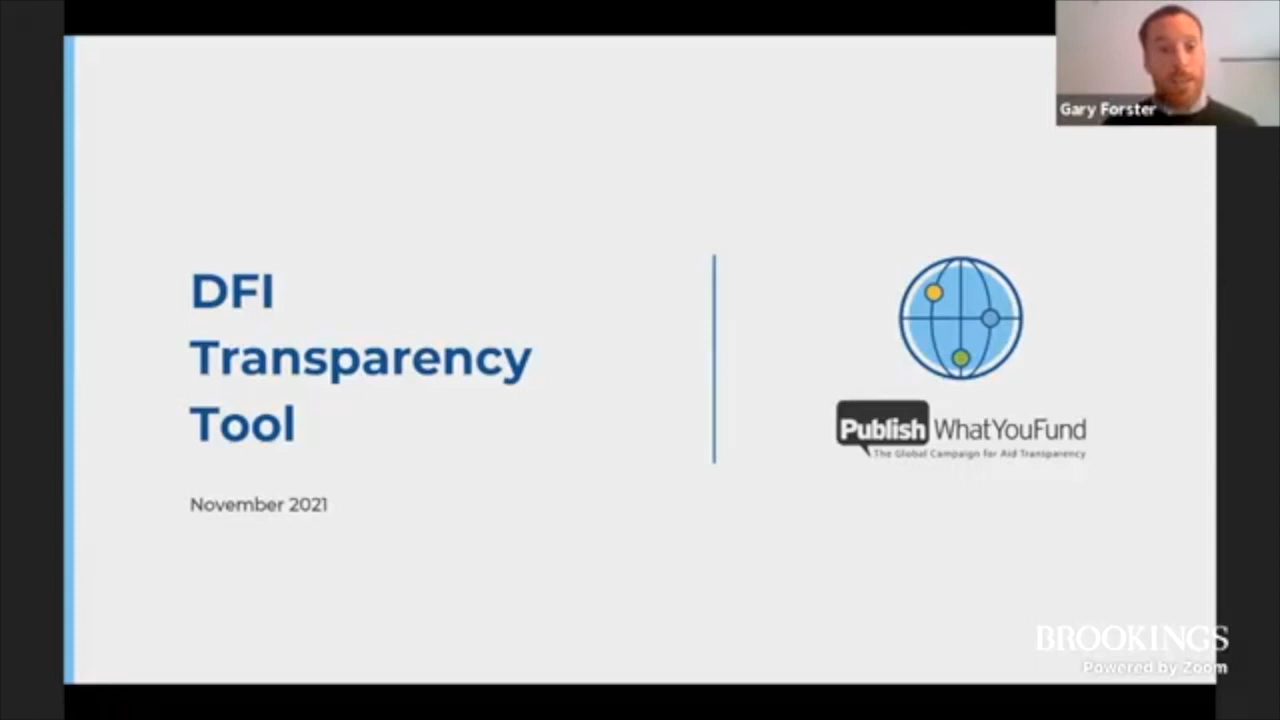 Gary Forster
DFI
Transparency
Tool
November 2021
Publish WhatYouFund
The Global Campaign for Aid Transparency
BROOKINGS
Powered by Zoom